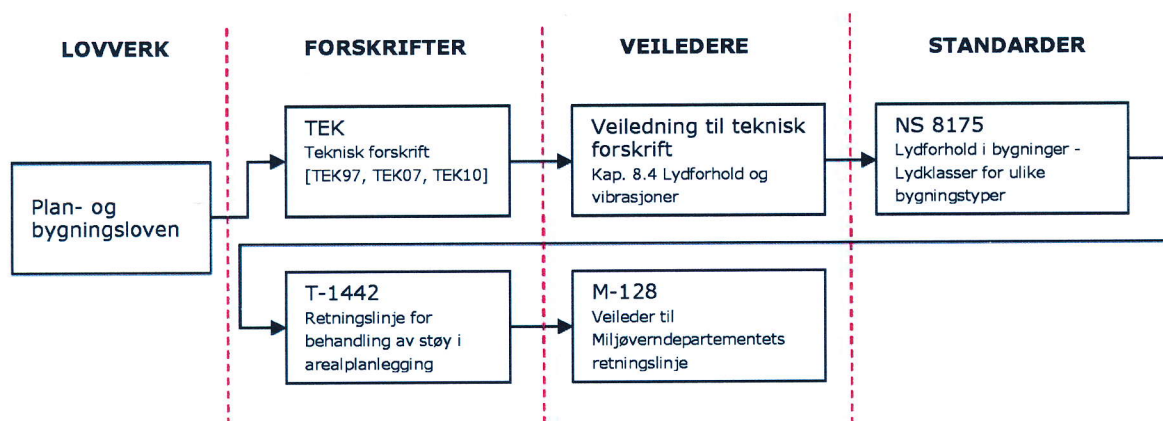 LOVVERK
FORSKRIFTER
VEILEDERE
STANDARDER
Plan- og
bygningsloven
TEK
Teknisk forskrift
[TEK97, TEK07, TEK10]
Veiledning til teknisk
forskrift
Kap. 8.4 Lydforhold og
vibrasjoner
NS 8175
Lydforhold i bygninger -
Lydklasser for ulike
bygningstyper
T-1442
Retningslinje for
behandling av støy i
arealplanlegging
M-128
Veileder til
Miljøverndepartementets
retningslinje